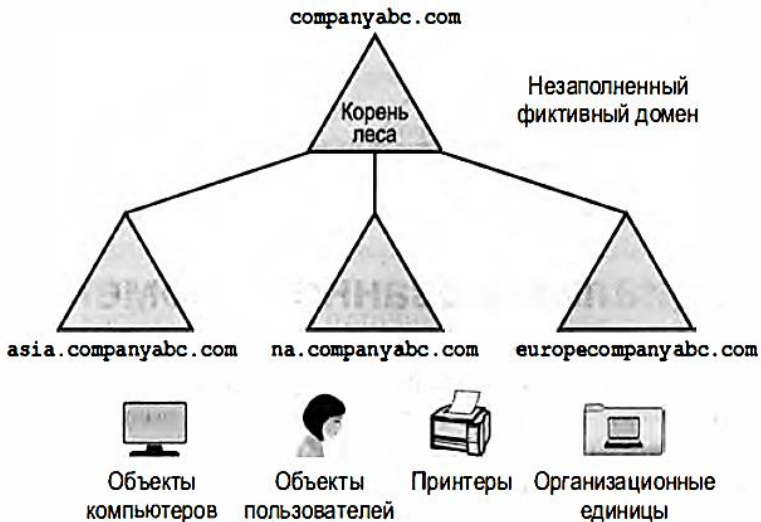 companyabc.com
Корень
леса
Незаполненный
фиктивный домен
asia.companyabc.com
na.companyabc.com
europecompanyabc.com
Объекты
компьютеров
Объекты
пользователей
Принтеры
Организационные
единицы